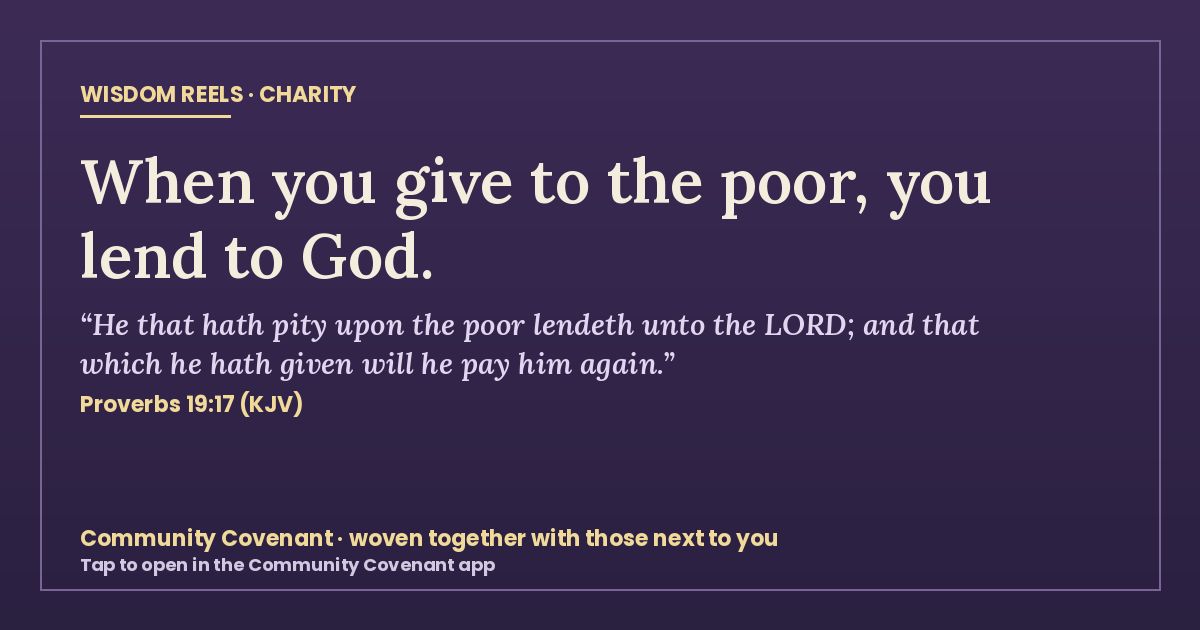 WISDOM REELS · CHARITY
When you give to the poor, you
lend to God.
“He that hath pity upon the poor lendeth unto the LORD; and that
which he hath given will he pay him again.”
Proverbs 19:17 (KJV)
Community Covenant · woven together with those next to you
Tap to open in the Community Covenant app